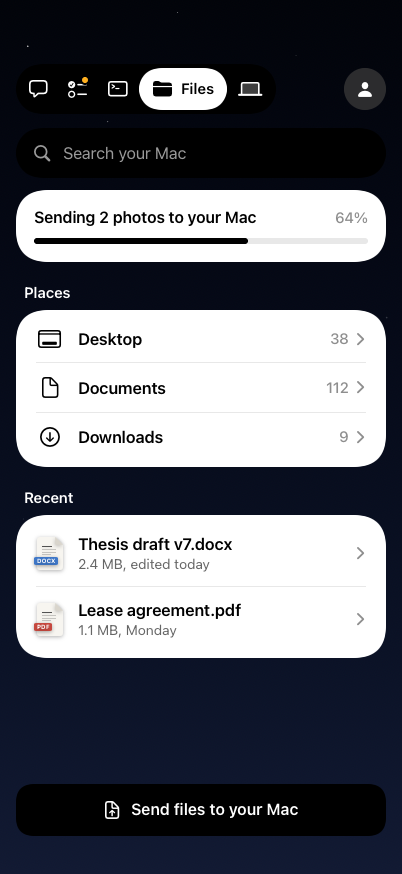 Files
Search your Mac
Sending 2 photos to your Mac 64%
Places
Desktop 38
Documents 112
Downloads 9
Recent
DOCX
Thesis draft v7.docx
2.4 MB, edited today
PDF
Lease agreement.pdf
1.1 MB, Monday
Send files to your Mac